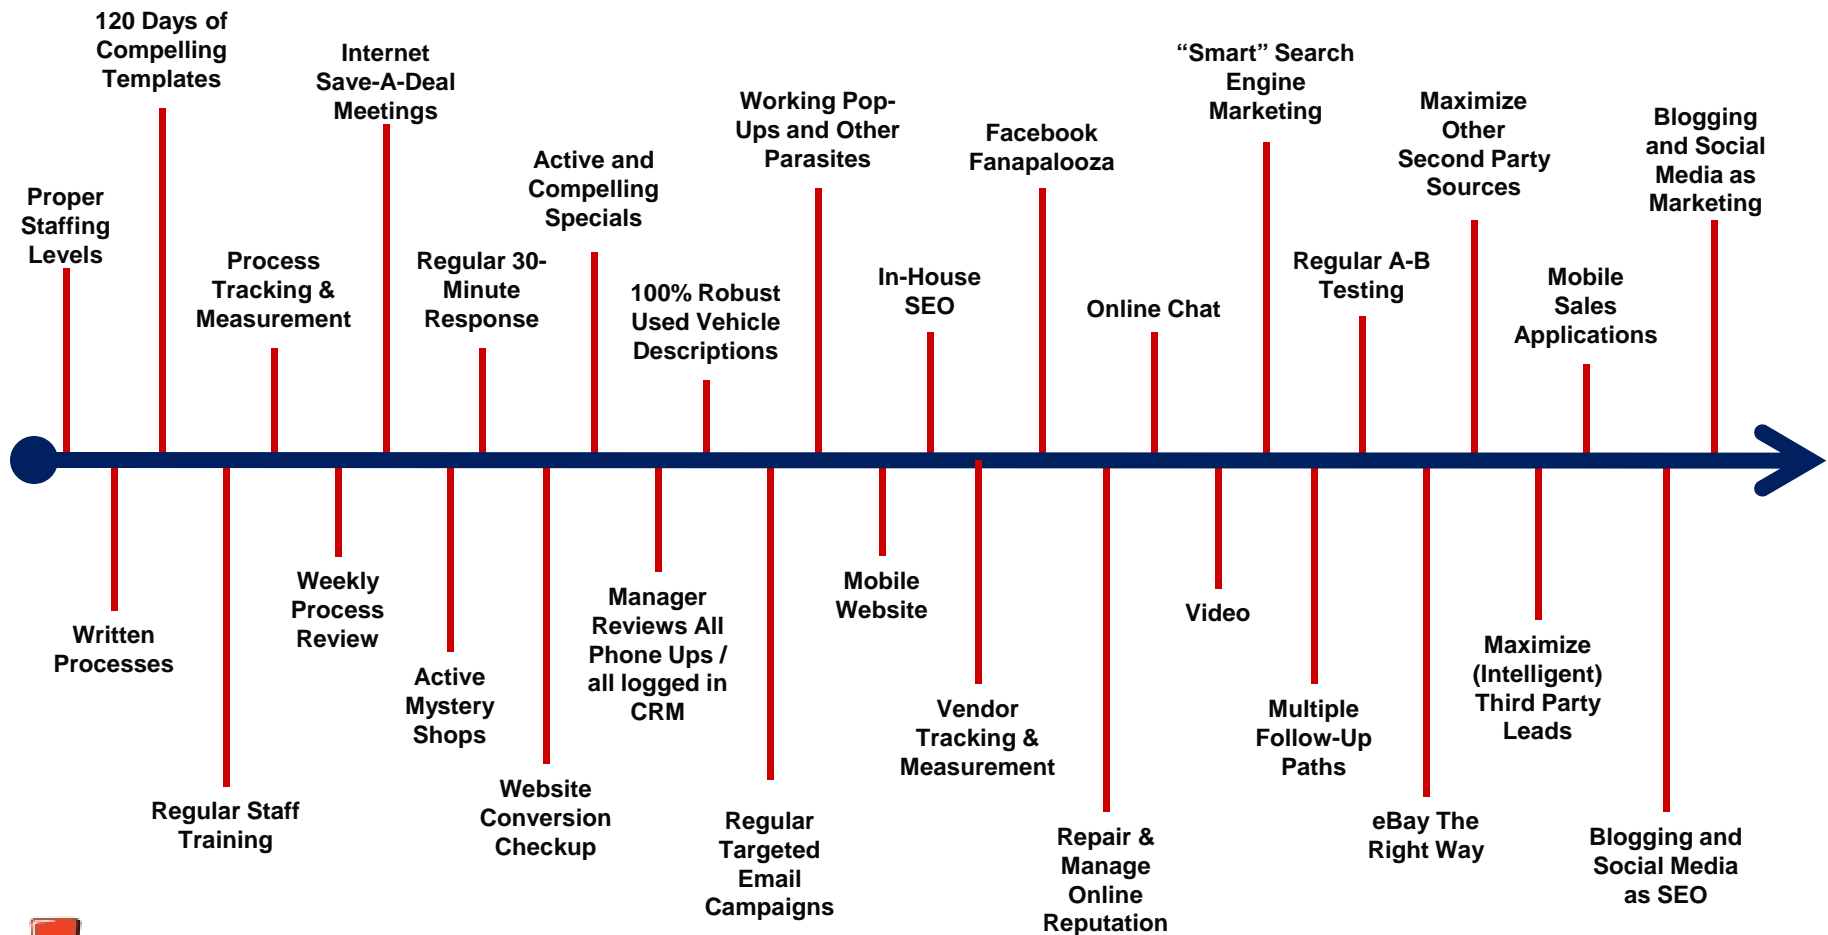 120 Days of
Compelling
Templates
Internet
Save-A-Deal
Meetings
“Smart” Search
Engine
Marketing
Working Pop-
Ups and Other
Parasites
Maximize
Other
Second Party
Sources
Blogging
and Social
Media as
Marketing
Facebook
Fanapalooza
Active and
Compelling
Specials
Proper
Staffing
Levels
Process
Tracking &
Measurement
Regular 30-
Minute
Response
100% Robust
Used Vehicle
Descriptions
In-House
SEO
Online Chat
Regular A-B
Testing
Mobile
Sales
Applications
Written
Processes
Regular Staff
Training
Weekly
Process
Review
Active
Mystery
Shops
Website
Conversion
Checkup
Manager
Reviews All
Phone Ups /
all logged in
CRM
Regular
Targeted
Email
Campaigns
Mobile
Website
Vendor
Tracking &
Measurement
Repair &
Manage
Online
Reputation
Video
Multiple
Follow-Up
Paths
eBay The
Right Way
Maximize
(Intelligent)
Third Party
Leads
Blogging and
Social Media
as SEO